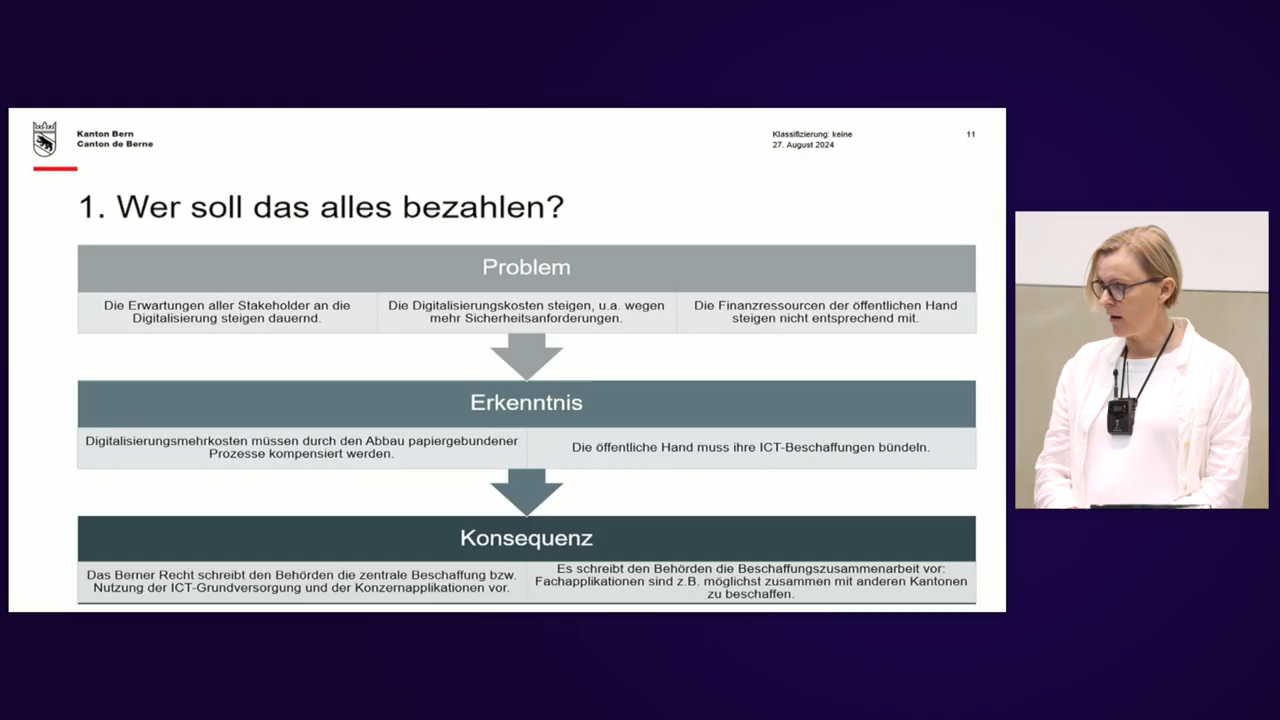 Kanton Bern
Canton de Berne
Klassifizierung: keine
27. August 2024
11
1. Wer soll das alles bezahlen?
Problem
Die Erwartungen aller Stakeholder an die
Digitalisierung steigen dauernd.
Die Digitalisierungskosten steigen, u.a. wegen
mehr Sicherheitsanforderungen.
Die Finanzressourcen der öffentlichen Hand
steigen nicht entsprechend mit.
Erkenntnis
Digitalisierungsmehrkosten müssen durch den Abbau papiergebundener
Prozesse kompensiert werden.
Die öffentliche Hand muss ihre ICT-Beschaffungen bündeln.
Konsequenz
Das Berner Recht schreibt den Behörden die zentrale Beschaffung bzw.
Nutzung der ICT-Grundversorgung und der Konzernapplikationen vor.
Es schreibt den Behörden die Beschaffungszusammenarbeit vor:
Fachapplikationen sind z.B. möglichst zusammen mit anderen Kantonen
zu beschaffen.